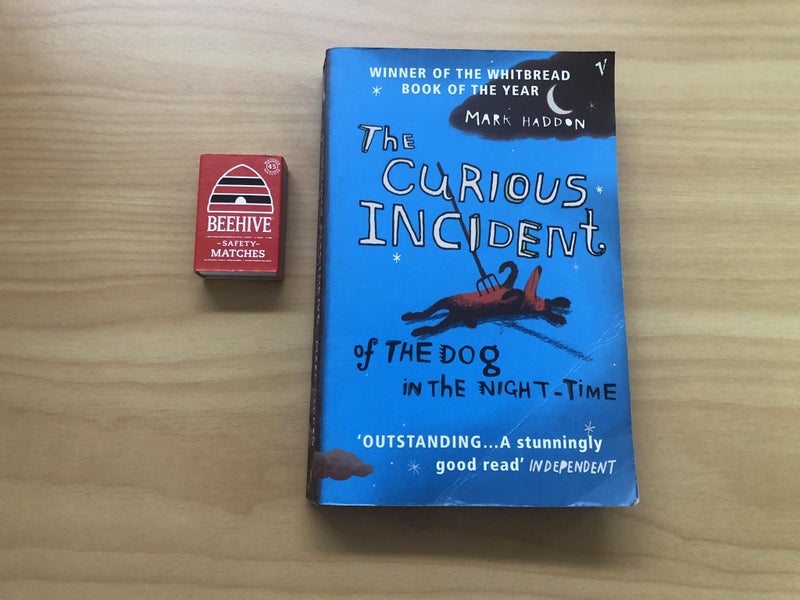 BEEHIVE
SAFETY
MATCHES
45
WINNER OF THE WHITBREAD
BOOK OF THE YEAR
V
MARK HADDON
The
CURIOUS
INCIDENt
of THE DOg
iN tHe NiGHT-TiME
'OUTSTANDING...A stunningly
good read' INDEPENDENT